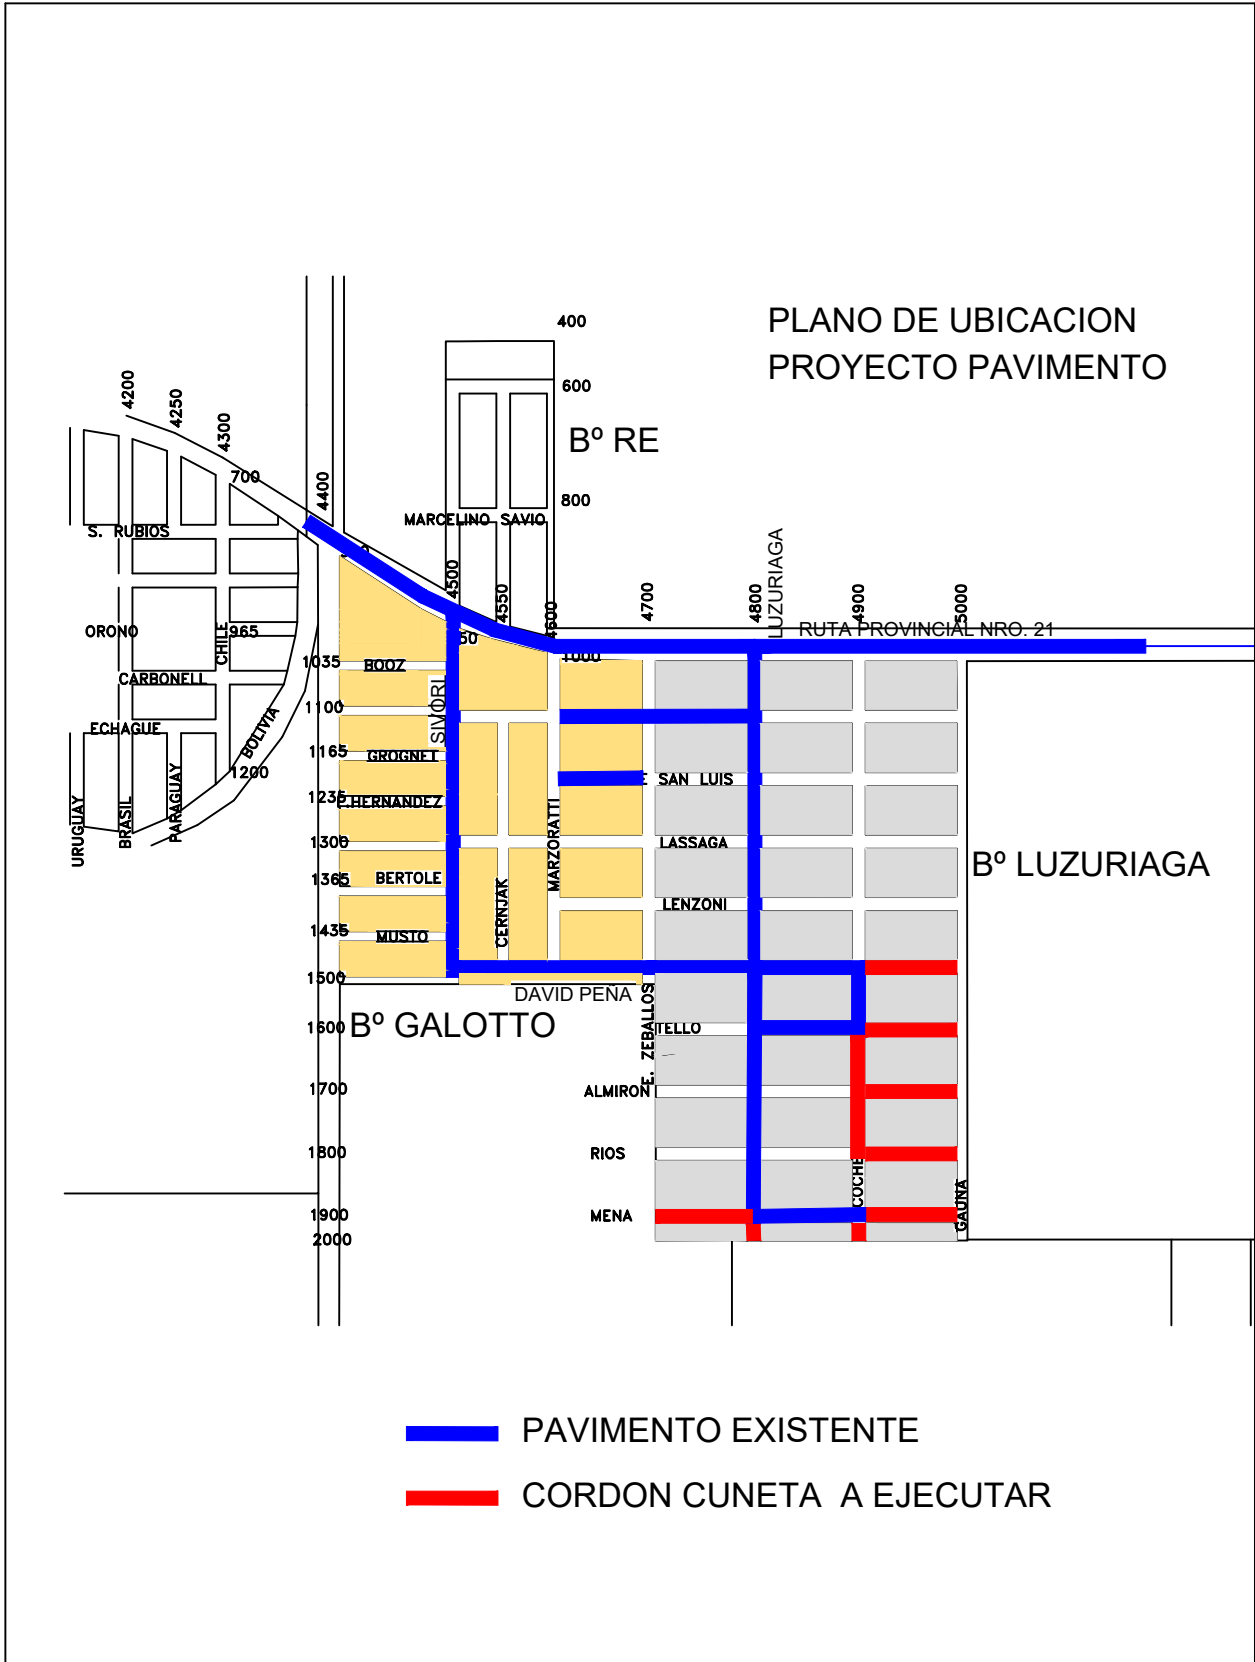 PLANO DE UBICACION
PROYECTO PAVIMENTO
400
600
Bº RE
800
MARCELINO SAVIO
4200
4250
4300
700
4400
S. RUBIOS
4500
4550
4600
4700
4800
LUZURIAGA
4900
5000
RUTA PROVINCIAL NRO. 21
ORONO
CHILE
965
CARBONELL
ECHAGUE
BOLIVIA
1200
URUGUAY
BRASIL
PARAGUAY
1035
BOOZ
1000
1100
SIVORI
1165
GROGNET
1235
P.HERNANDEZ
1300
1365
BERTOLE
1435
MUSTO
1500
CERNJAK
MARZORATTI
E SAN LUIS
LASSAGA
LENZONI
Bº LUZURIAGA
DAVID PEÑA
Bº GALOTTO
E. ZEBALLOS
1600
TELLO
1700
ALMIRON
1800
RIOS
COCHE
GAUNA
1900
MENA
2000
PAVIMENTO EXISTENTE
CORDON CUNETA A EJECUTAR